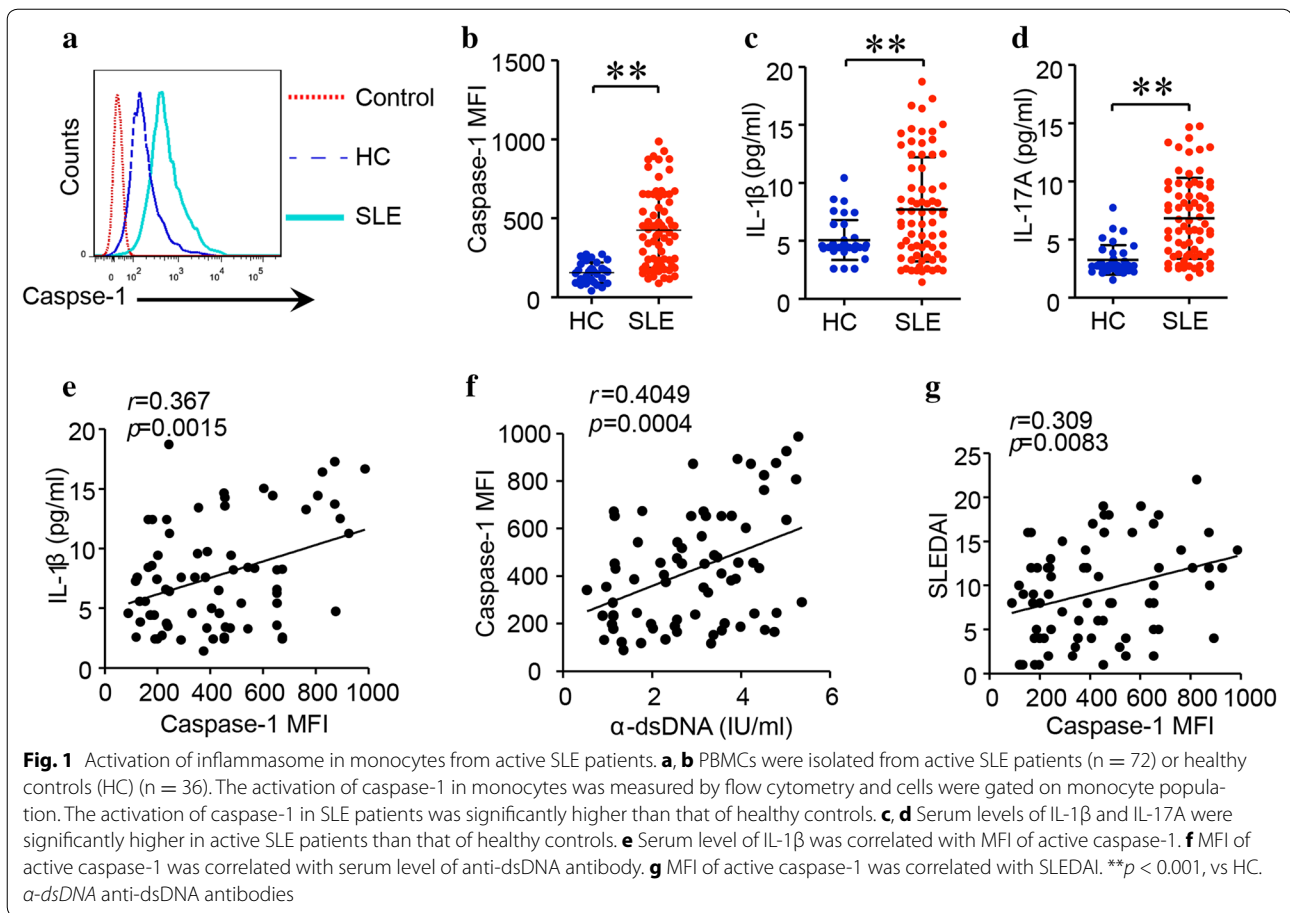 a
Counts
0
0 10² 10³ 10⁴ 10⁵
Caspse-1
Control
HC
SLE
b
**
Caspase-1 MFI
1500
1000
500
0
HC SLE
c
**
IL-1β (pg/ml)
20
15
10
5
0
HC SLE
d
**
IL-17A (pg/ml)
20
15
10
5
0
HC SLE
e
r=0.367
p=0.0015
IL-1β (pg/ml)
20
15
10
5
0
0 200 400 600 800 1000
Caspase-1 MFI
f
r=0.4049
p=0.0004
Caspase-1 MFI
1000
800
600
400
200
0
0 2 4 6
α-dsDNA (IU/ml)
g
r=0.309
p=0.0083
SLEDAI
25
20
15
10
5
0
0 200 400 600 800 1000
Caspase-1 MFI
Fig. 1 Activation of inflammasome in monocytes from active SLE patients. a, b PBMCs were isolated from active SLE patients (n = 72) or healthy
controls (HC) (n = 36). The activation of caspase-1 in monocytes was measured by flow cytometry and cells were gated on monocyte popula-
tion. The activation of caspase-1 in SLE patients was significantly higher than that of healthy controls. c, d Serum levels of IL-1β and IL-17A were
significantly higher in active SLE patients than that of healthy controls. e Serum level of IL-1β was correlated with MFI of active caspase-1. f MFI of
active caspase-1 was correlated with serum level of anti-dsDNA antibody. g MFI of active caspase-1 was correlated with SLEDAI. **p < 0.001, vs HC.
α-dsDNA anti-dsDNA antibodies